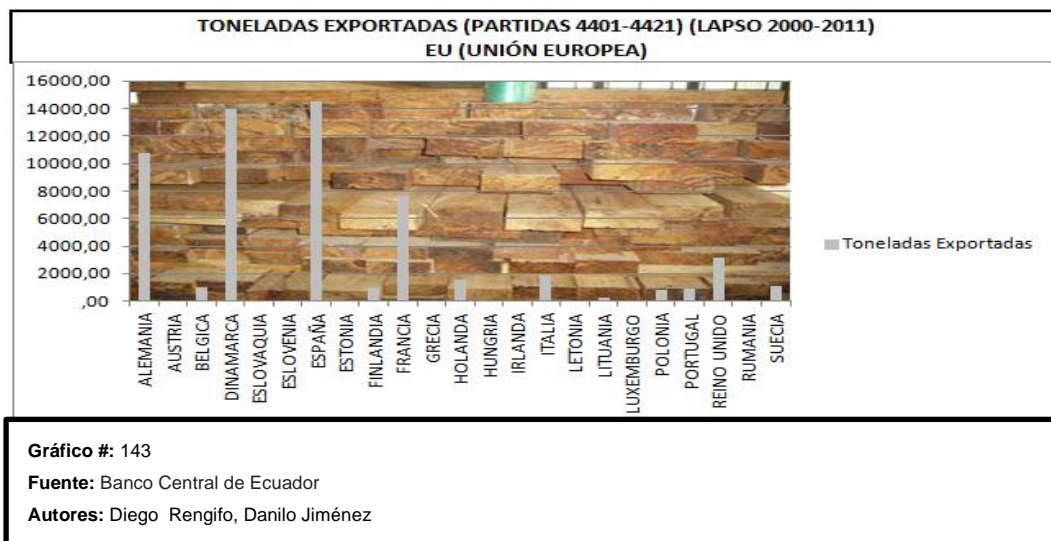 TONELADAS EXPORTADAS (PARTIDAS 4401-4421) (LAPSO 2000-2011)
EU (UNIÓN EUROPEA)
16000,00
14000,00
12000,00
10000,00
8000,00
6000,00
4000,00
2000,00
,00
ALEMANIA
AUSTRIA
BELGICA
DINAMARCA
ESLOVAQUIA
ESLOVENIA
ESPAÑA
ESTONIA
FINLANDIA
FRANCIA
GRECIA
HOLANDA
HUNGRIA
IRLANDA
ITALIA
LETONIA
LITUANIA
LUXEMBURGO
POLONIA
PORTUGAL
REINO UNIDO
RUMANIA
SUECIA
Toneladas Exportadas
Gráfico #: 143
Fuente: Banco Central de Ecuador
Autores: Diego Rengifo, Danilo Jiménez